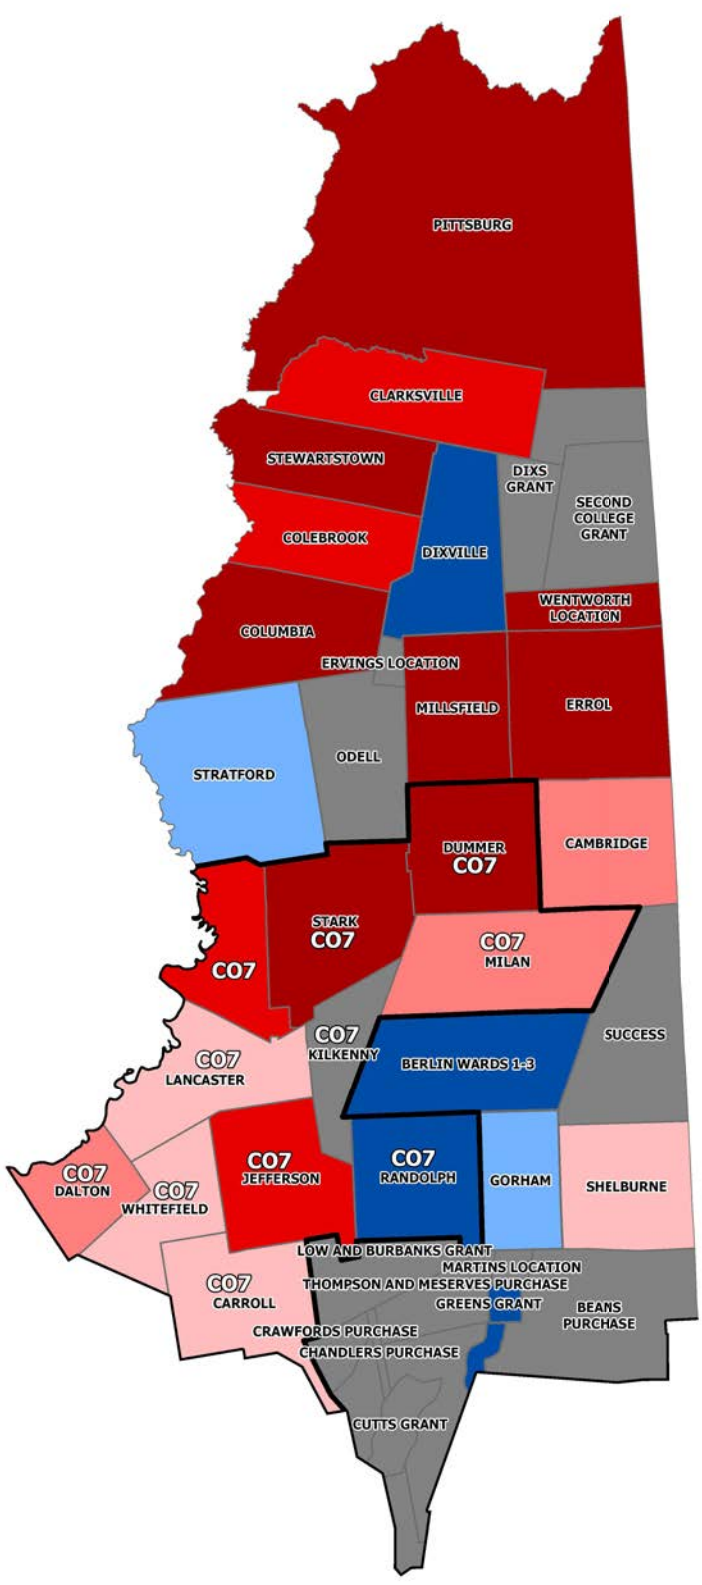 PITTSBURG
CLARKSVILLE
STEWARTSTOWN
DIXS
GRANT
SECOND
COLLEGE
GRANT
COLEBROOK
DIXVILLE
WENTWORTH
LOCATION
COLUMBIA
ERVINGS LOCATION
MILLSFIELD
ERROL
ODELL
STRATFORD
DUMMER
CO7
CAMBRIDGE
STARK
CO7
CO7
MILAN
CO7
CO7
KILKENNY
SUCCESS
CO7
LANCASTER
BERLIN WARDS 1-3
CO7
DALTON
CO7
WHITEFIELD
CO7
JEFFERSON
CO7
RANDOLPH
GORHAM
SHELBURNE
LOW AND BURBANKS GRANT
MARTINS LOCATION
THOMPSON AND MESERVES PURCHASE
CO7
CARROLL
GREENS GRANT
BEANS
PURCHASE
CRAWFORDS PURCHASE
CHANDLERS PURCHASE
CUTTS GRANT